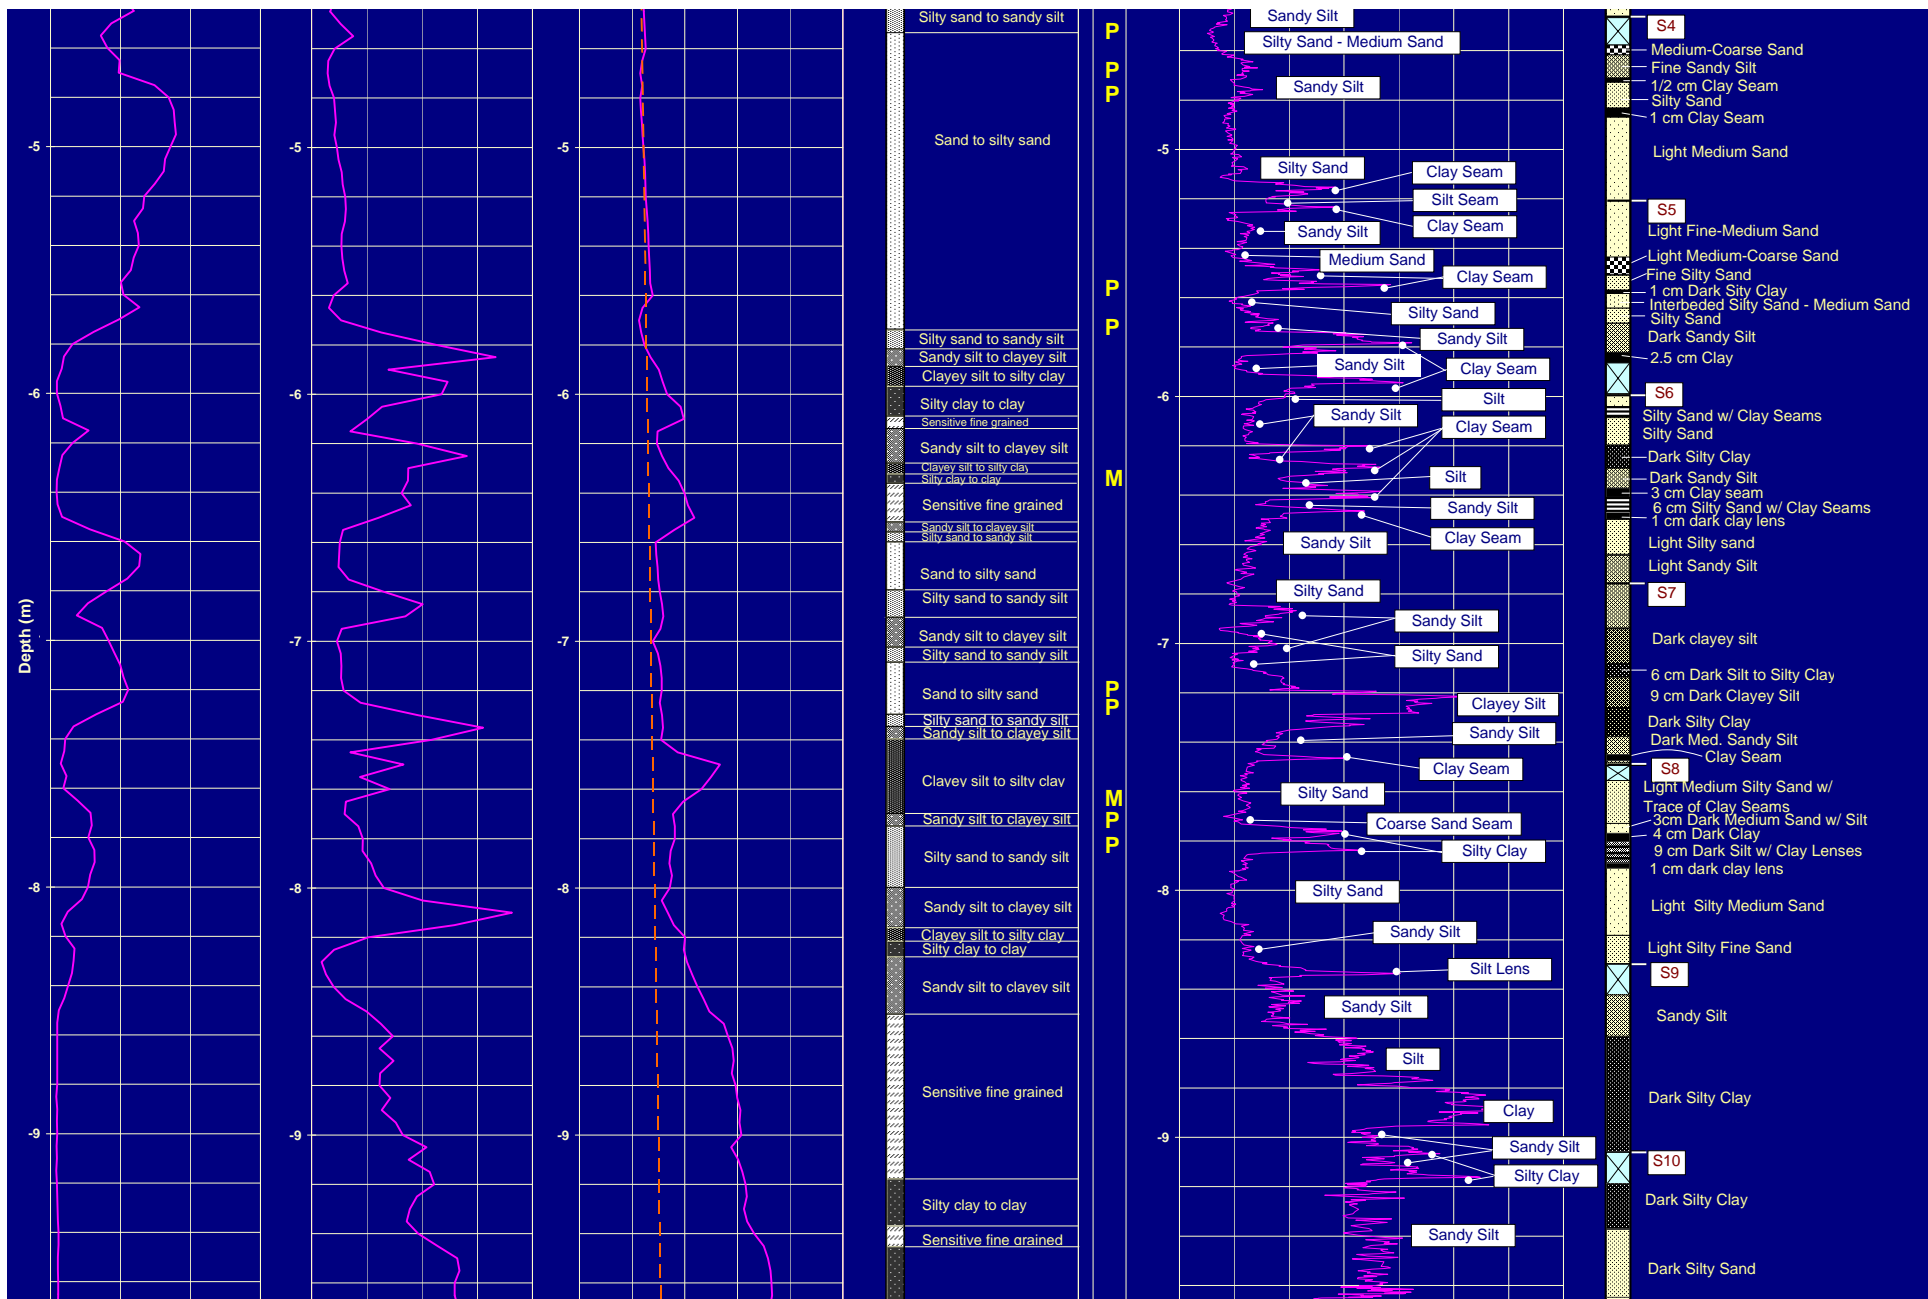 Depth (m)
-5
-6
-7
-8
-9
-5
-6
-7
-8
-9
-5
-6
-7
-8
-9
Silty sand to sandy silt
Sand to silty sand
Silty sand to sandy silt
Sandy silt to clayey silt
Clayey silt to silty clay
Silty clay to clay
Sensitive fine grained
Sandy silt to clayey silt
Clayey silt to silty clay
Silty clay to clay
Sensitive fine grained
Sandy silt to clayey silt
Silty sand to sandy silt
Sand to silty sand
Silty sand to sandy silt
Sandy silt to clayey silt
Silty sand to sandy silt
Sand to silty sand
Silty sand to sandy silt
Sandy silt to clayey silt
Clayey silt to silty clay
Sandy silt to clayey silt
Silty sand to sandy silt
Sandy silt to clayey silt
Clayey silt to silty clay
Silty clay to clay
Sandy silt to clayey silt
Sensitive fine grained
Silty clay to clay
Sensitive fine grained
P
P
P
P
P
M
P
P
M
P
P
-5
-6
-7
-8
-9
Sandy Silt
Silty Sand - Medium Sand
Sandy Silt
Silty Sand
Clay Seam
Silt Seam
Clay Seam
Sandy Silt
Medium Sand
Clay Seam
Silty Sand
Sandy Silt
Sandy Silt
Clay Seam
Silt
Sandy Silt
Clay Seam
Silt
Sandy Silt
Clay Seam
Sandy Silt
Silty Sand
Sandy Silt
Silty Sand
Clayey Silt
Sandy Silt
Clay Seam
Silty Sand
Coarse Sand Seam
Silty Clay
Silty Sand
Sandy Silt
Silt Lens
Sandy Silt
Silt
Clay
Sandy Silt
Silty Clay
Sandy Silt
S4
Medium-Coarse Sand
Fine Sandy Silt
1/2 cm Clay Seam
Silty Sand
1 cm Clay Seam
Light Medium Sand
S5
Light Fine-Medium Sand
Light Medium-Coarse Sand
Fine Silty Sand
1 cm Dark Sity Clay
Interbeded Silty Sand - Medium Sand
Silty Sand
Dark Sandy Silt
2.5 cm Clay
S6
Silty Sand w/ Clay Seams
Silty Sand
Dark Silty Clay
Dark Sandy Silt
3 cm Clay seam
6 cm Silty Sand w/ Clay Seams
1 cm dark clay lens
Light Silty sand
Light Sandy Silt
S7
Dark clayey silt
6 cm Dark Silt to Silty Clay
9 cm Dark Clayey Silt
Dark Silty Clay
Dark Med. Sandy Silt
Clay Seam
S8
Light Medium Silty Sand w/
Trace of Clay Seams
3cm Dark Medium Sand w/ Silt
4 cm Dark Clay
9 cm Dark Silt w/ Clay Lenses
1 cm dark clay lens
Light Silty Medium Sand
Light Silty Fine Sand
S9
Sandy Silt
Dark Silty Clay
S10
Dark Silty Clay
Dark Silty Sand